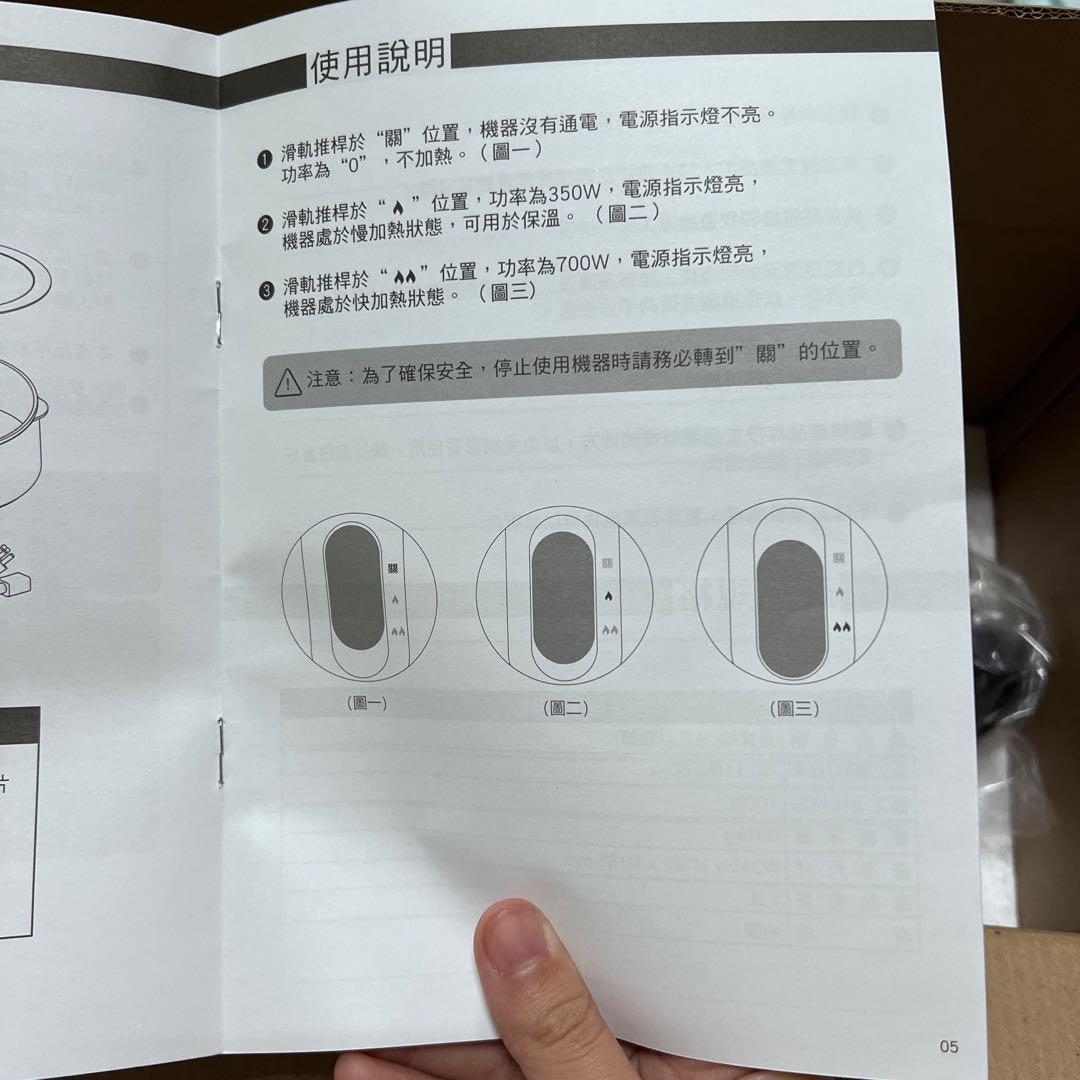 使用說明
❶ 滑軌推桿於“關”位置，機器沒有通電，電源指示燈不亮。
功率為“0”，不加熱。（圖一）
❷ 滑軌推桿於“🔥”位置，功率為350W，電源指示燈亮，
機器處於慢加熱狀態，可用於保溫。（圖二）
❸ 滑軌推桿於“🔥🔥”位置，功率為700W，電源指示燈亮，
機器處於快加熱狀態。（圖三）
注意：為了確保安全，停止使用機器時請務必轉到”關”的位置。
關
關
關
(圖一)
(圖二)
(圖三)
片
05